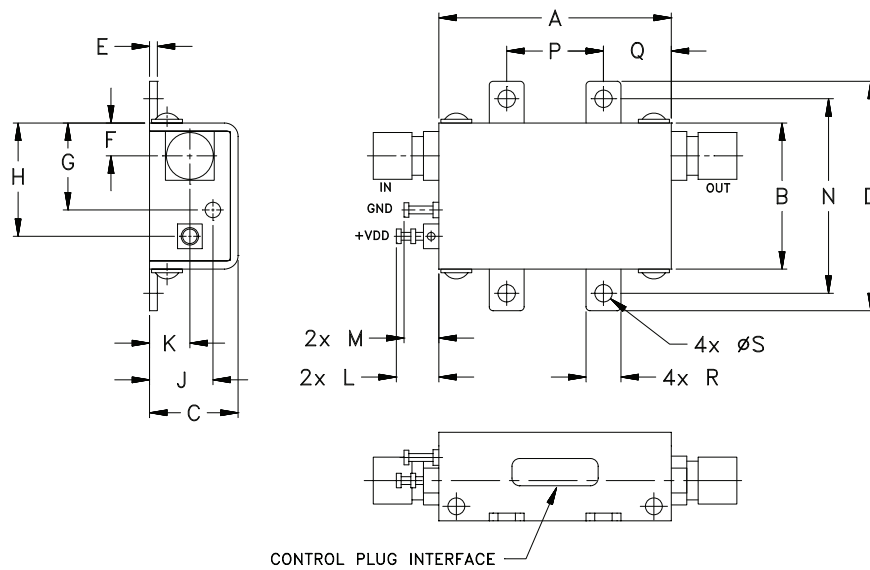 A
E
P
Q
F
G
H
IN
OUT
B
N
D
GND
+VDD
K
J
C
2x M
2x L
4x øS
4x R
CONTROL PLUG INTERFACE